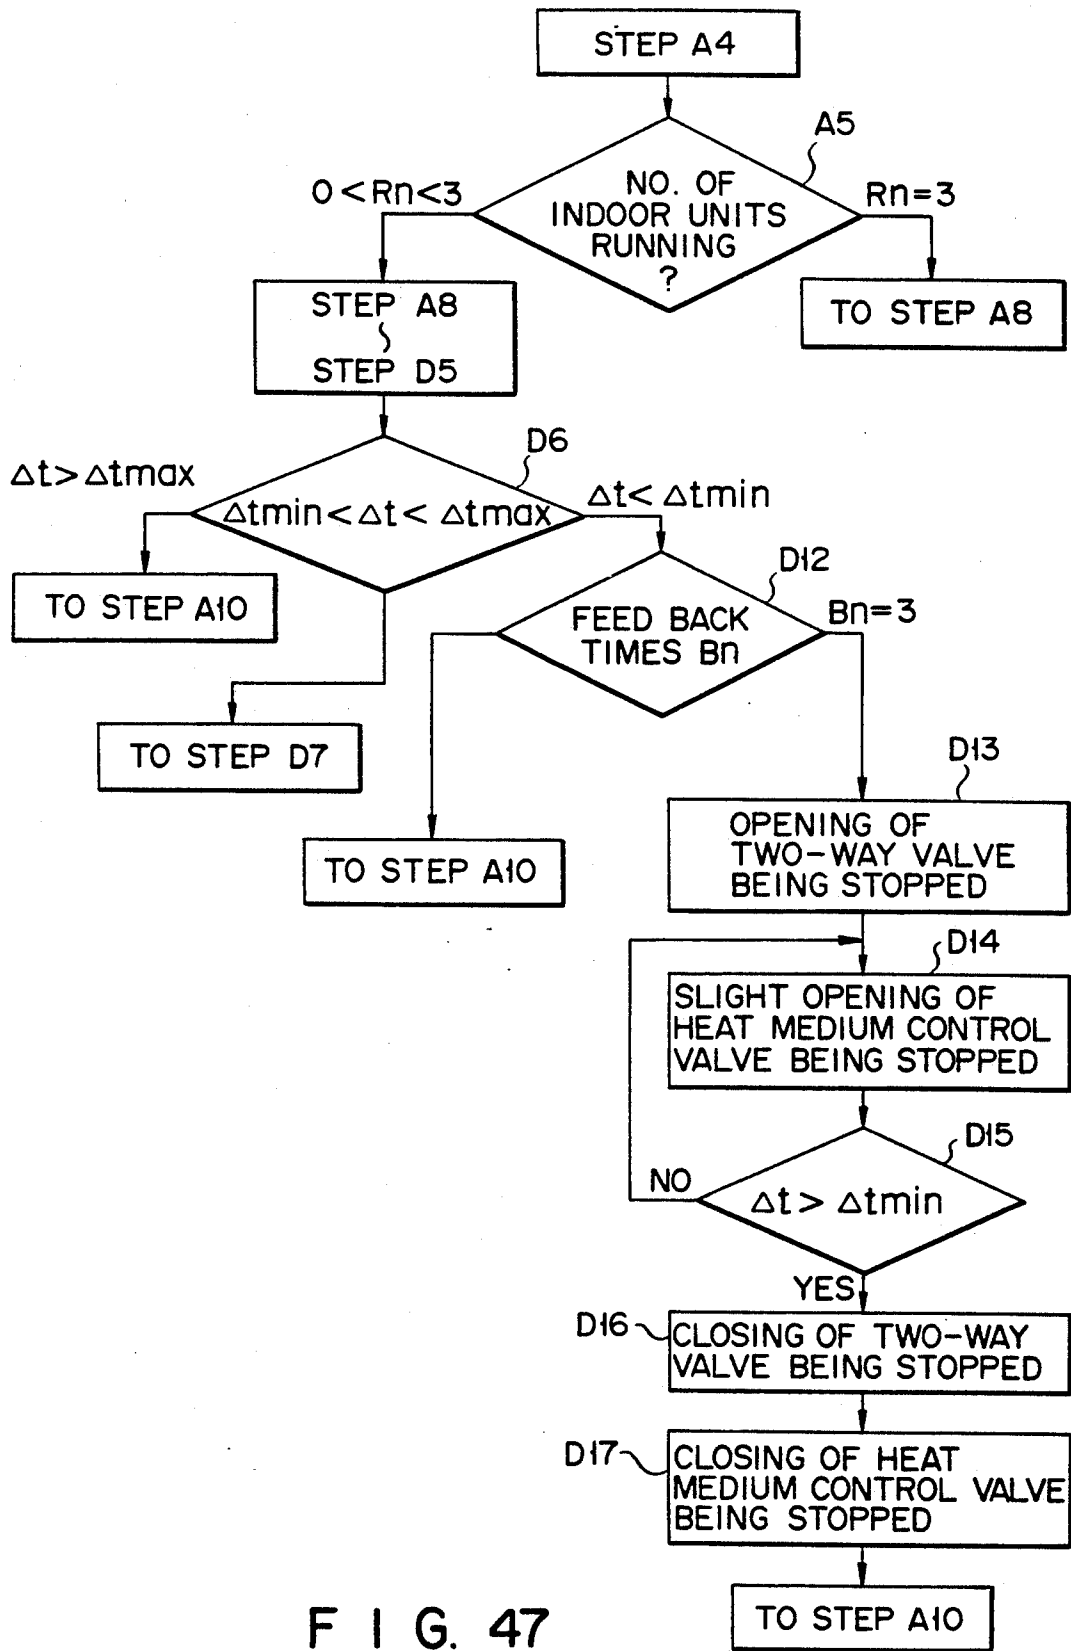 STEP A4
A5
NO. OF
INDOOR UNITS
RUNNING
?
0<Rn<3
Rn=3
STEP A8
STEP D5
TO STEP A8
D6
Δt>Δtmax
Δtmin<Δt<Δtmax
Δt<Δtmin
TO STEP A10
D12
FEED BACK
TIMES Bn
Bn=3
TO STEP D7
TO STEP A10
D13
OPENING OF
TWO-WAY VALVE
BEING STOPPED
D14
SLIGHT OPENING OF
HEAT MEDIUM CONTROL
VALVE BEING STOPPED
D15
NO
Δt>Δtmin
YES
D16
CLOSING OF TWO-WAY
VALVE BEING STOPPED
D17
CLOSING OF HEAT
MEDIUM CONTROL VALVE
BEING STOPPED
TO STEP A10
FIG. 47